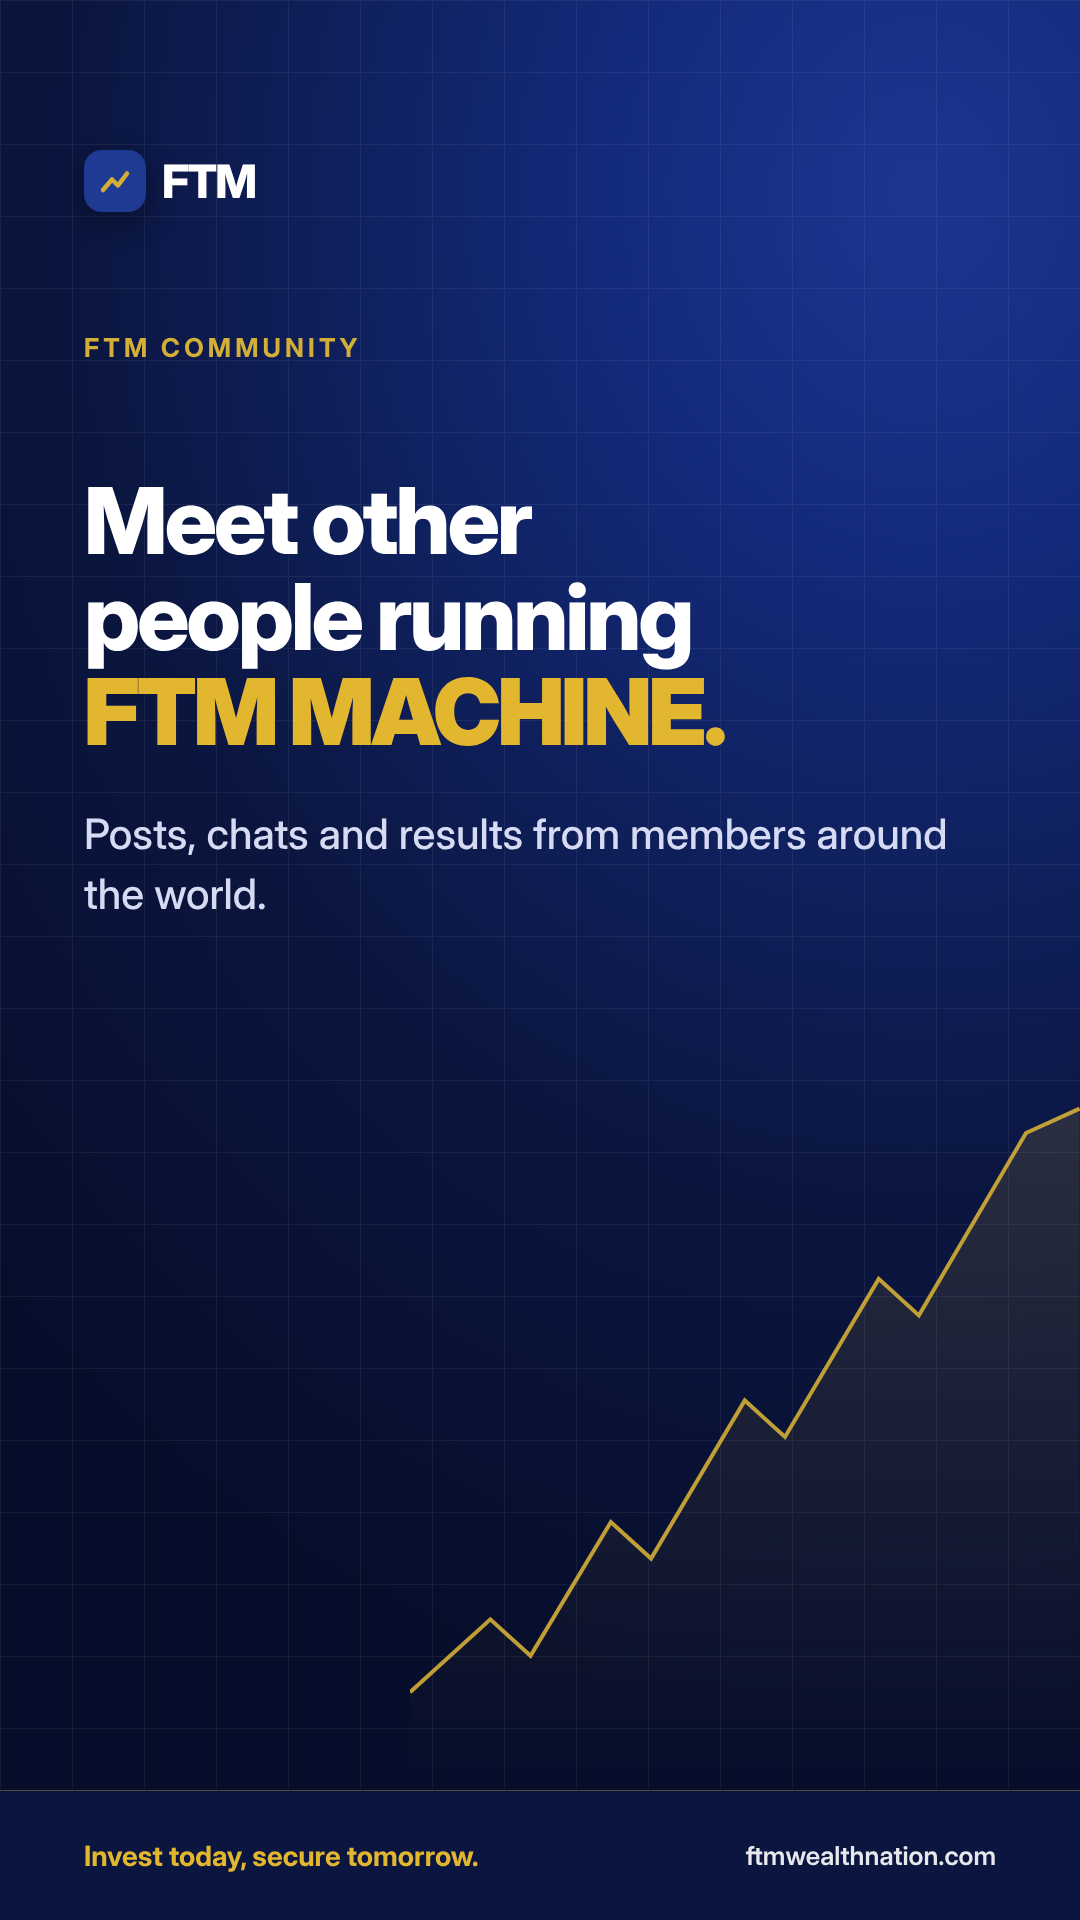 FTM
FTM COMMUNITY
Meet other
people running
FTM MACHINE.
Posts, chats and results from members around
the world.
Invest today, secure tomorrow.
ftmwealthnation.com